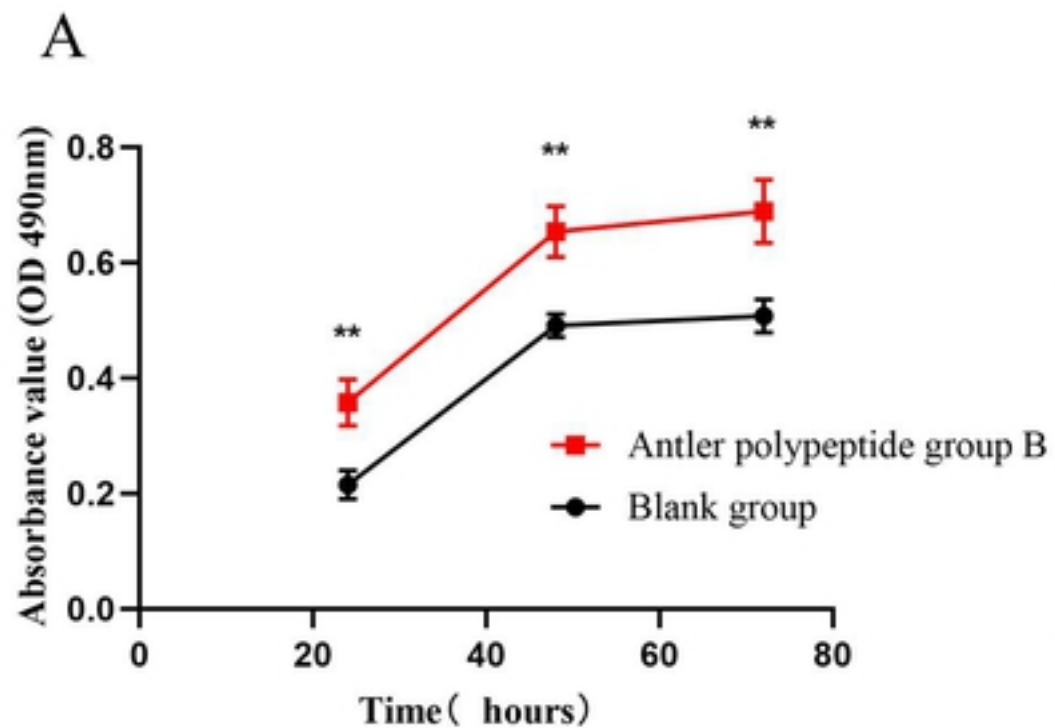 A
Absorbance value (OD 490nm)
0.8
0.6
0.4
0.2
0.0
**
**
**
Antler polypeptide group B
Blank group
0 20 40 60 80
Time( hours)